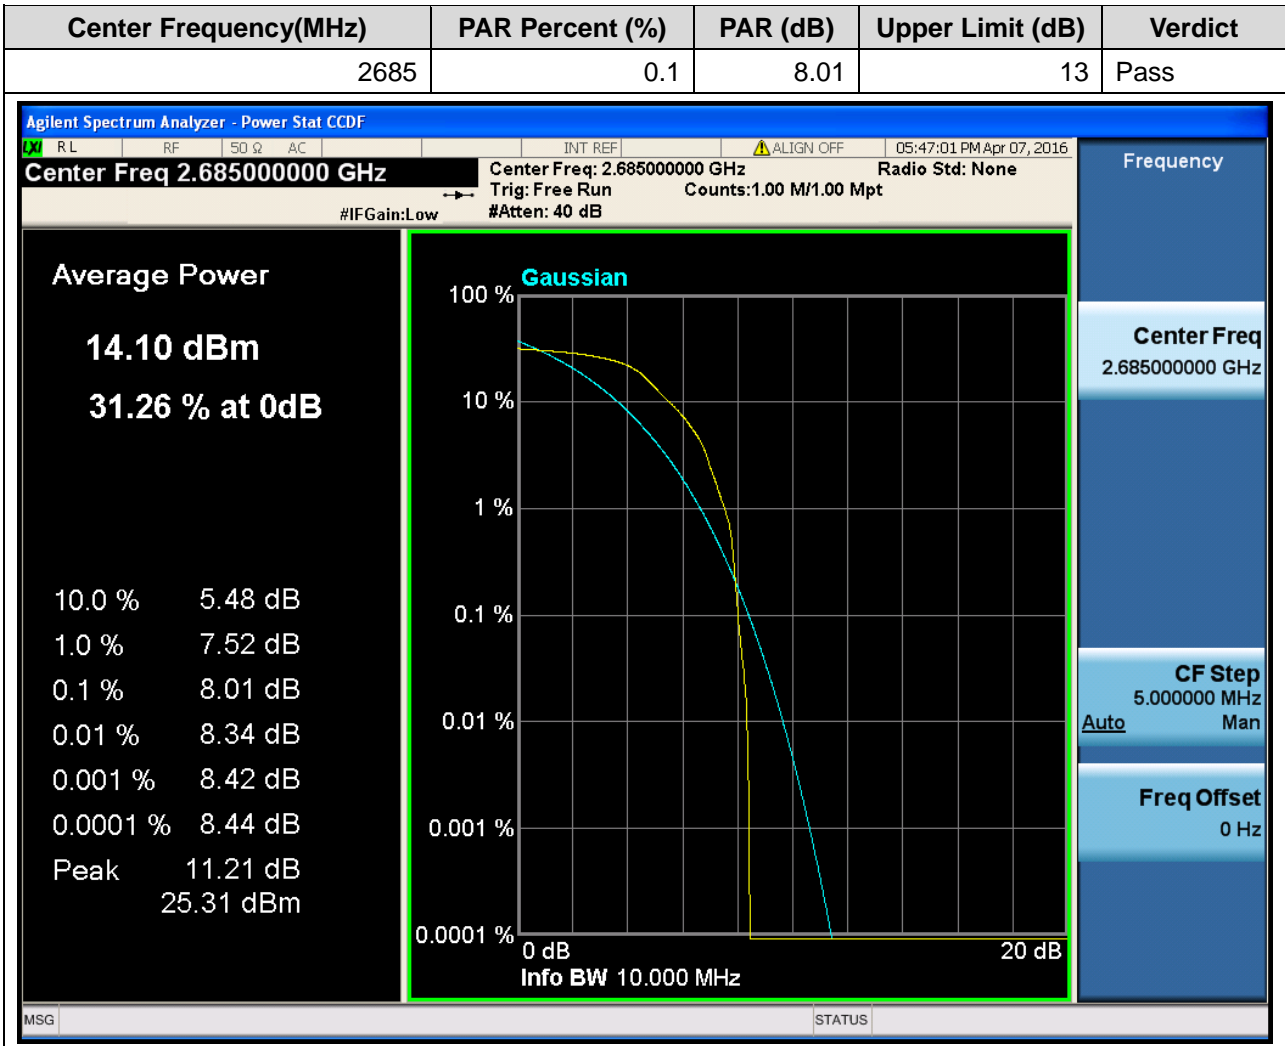 Center Frequency(MHz) PAR Percent (%) PAR (dB) Upper Limit (dB) Verdict
2685 0.1 8.01 13 Pass
Agilent Spectrum Analyzer - Power Stat CCDF
LXI RL RF 50 Ω AC INT REF ALIGN OFF 05:47:01 PM Apr 07, 2016
Center Freq 2.685000000 GHz
Center Freq: 2.685000000 GHz Radio Std: None
Trig: Free Run Counts:1.00 M/1.00 Mpt
#IFGain:Low #Atten: 40 dB
Frequency
Average Power
14.10 dBm
31.26 % at 0dB
10.0 % 5.48 dB
1.0 % 7.52 dB
0.1 % 8.01 dB
0.01 % 8.34 dB
0.001 % 8.42 dB
0.0001 % 8.44 dB
Peak 11.21 dB
25.31 dBm
Gaussian
100 %
10 %
1 %
0.1 %
0.01 %
0.001 %
0.0001 %
0 dB 20 dB
Info BW 10.000 MHz
Center Freq
2.685000000 GHz
CF Step
5.000000 MHz
Auto Man
Freq Offset
0 Hz
MSG STATUS